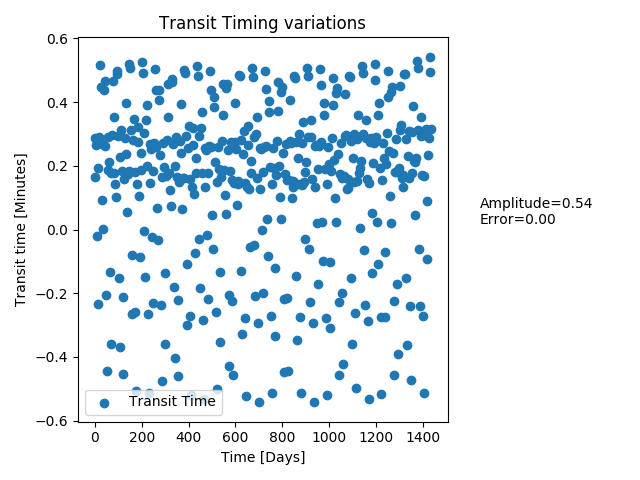 Transit Timing variations
0.6
0.4
0.2
0.0
−0.2
−0.4
−0.6
Transit time [Minutes]
Amplitude=0.54
Error=0.00
Transit Time
0 200 400 600 800 1000 1200 1400
Time [Days]